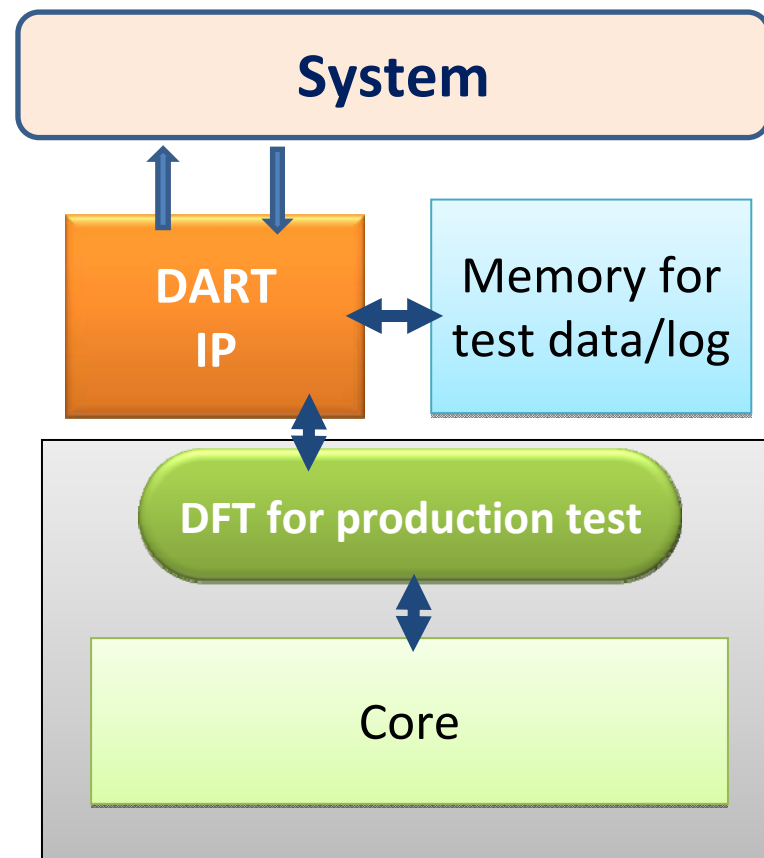 System
DART
IP
Memory for
test data/log
DFT for production test
Core